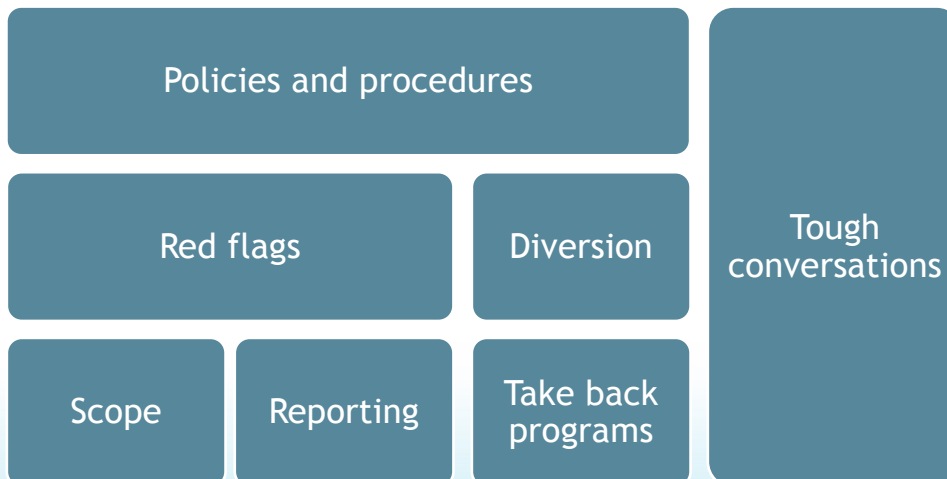 Policies and procedures
Red flags
Diversion
Tough
conversations
Scope
Reporting
Take back
programs